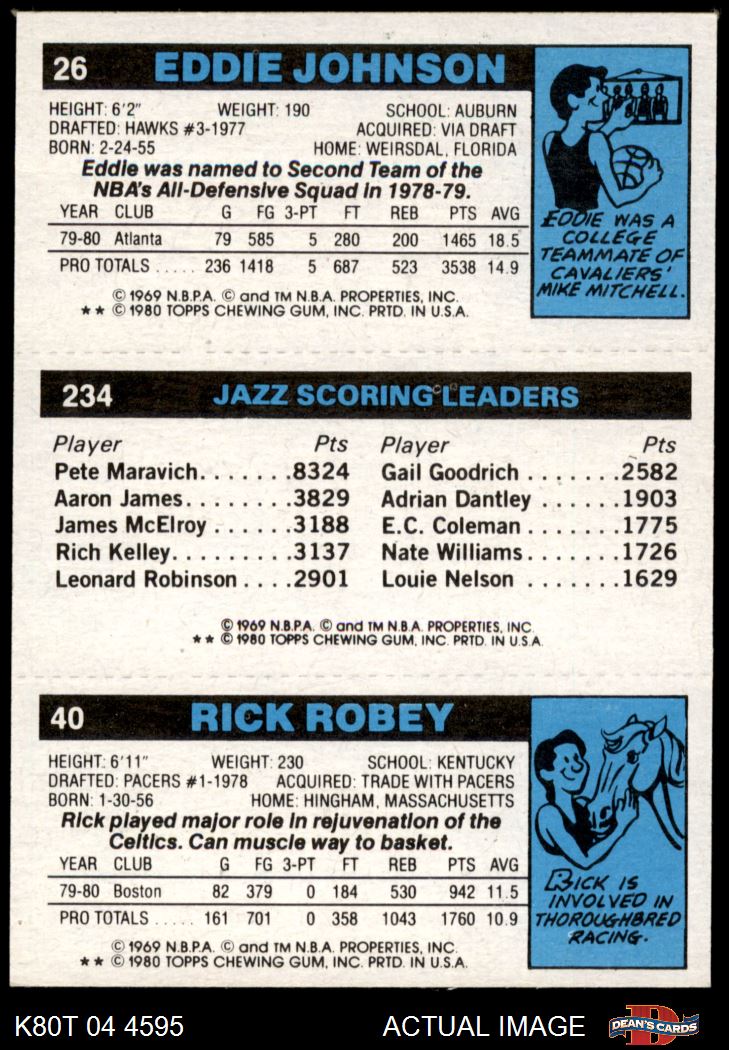 26 EDDIE JOHNSON
HEIGHT: 6'2" WEIGHT: 190 SCHOOL: AUBURN
DRAFTED: HAWKS #3-1977 ACQUIRED: VIA DRAFT
BORN: 2-24-55 HOME: WEIRSDAL, FLORIDA
Eddie was named to Second Team of the
NBA's All-Defensive Squad in 1978-79.
YEAR CLUB G FG 3-PT FT REB PTS AVG
79-80 Atlanta 79 585 5 280 200 1465 18.5
PRO TOTALS ..... 236 1418 5 687 523 3538 14.9
© 1969 N.B.P.A. © and TM N.B.A. PROPERTIES, INC.
** © 1980 TOPPS CHEWING GUM, INC. PRTD. IN U.S.A.
EDDIE WAS A
COLLEGE
TEAMMATE OF
CAVALIERS'
MIKE MITCHELL.
234 JAZZ SCORING LEADERS
Player Pts Player Pts
Pete Maravich.......8324 Gail Goodrich.......2582
Aaron James........3829 Adrian Dantley......1903
James McElroy......3188 E.C. Coleman.......1775
Rich Kelley.........3137 Nate Williams.......1726
Leonard Robinson....2901 Louie Nelson.......1629
© 1969 N.B.P.A. © and TM N.B.A. PROPERTIES, INC.
** © 1980 TOPPS CHEWING GUM, INC. PRTD. IN U.S.A.
40 RICK ROBEY
HEIGHT: 6'11" WEIGHT: 230 SCHOOL: KENTUCKY
DRAFTED: PACERS #1-1978 ACQUIRED: TRADE WITH PACERS
BORN: 1-30-56 HOME: HINGHAM, MASSACHUSETTS
Rick played major role in rejuvenation of the
Celtics. Can muscle way to basket.
YEAR CLUB G FG 3-PT FT REB PTS AVG
79-80 Boston 82 379 0 184 530 942 11.5
PRO TOTALS ..... 161 701 0 358 1043 1760 10.9
© 1969 N.B.P.A. © and TM N.B.A. PROPERTIES, INC.
** © 1980 TOPPS CHEWING GUM, INC. PRTD. IN U.S.A.
RICK IS
INVOLVED IN
THOROUGHBRED
RACING.
K80T 04 4595 ACTUAL IMAGE
D
DEAN'S CARDS